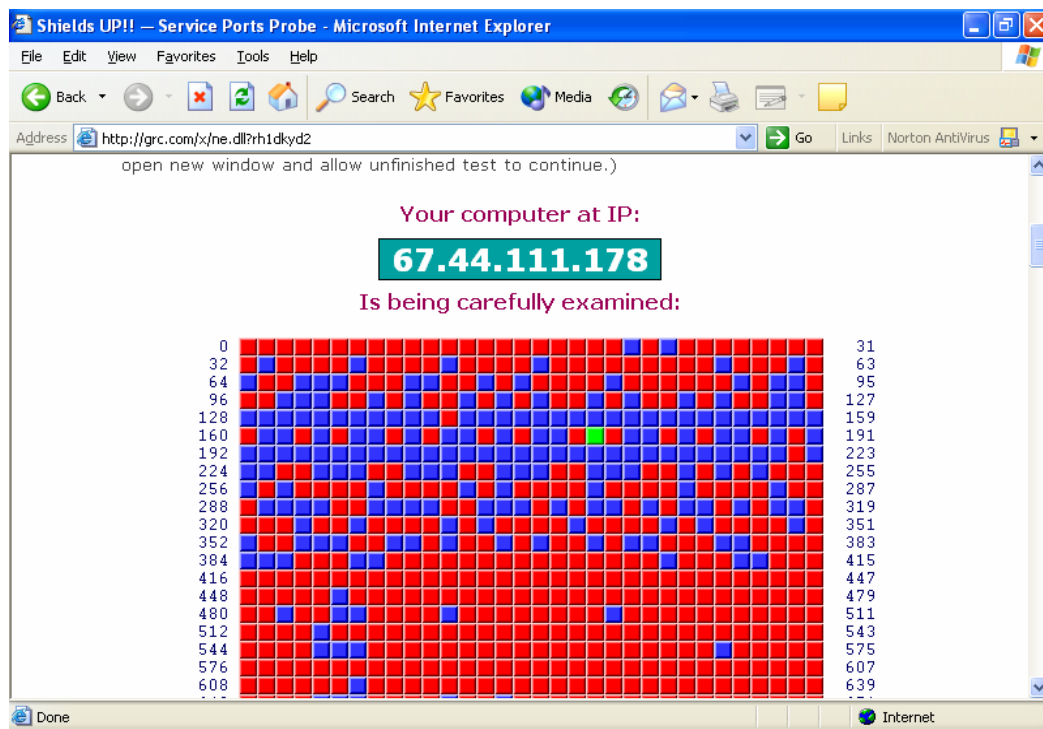 Shields UP!! — Service Ports Probe - Microsoft Internet Explorer
File Edit View Favorites Tools Help
Back Search Favorites Media
Address http://grc.com/x/ne.dll?rh1dkyd2 Go Links Norton AntiVirus
open new window and allow unfinished test to continue.)
Your computer at IP:
67.44.111.178
Is being carefully examined:
0 31
32 63
64 95
96 127
128 159
160 191
192 223
224 255
256 287
288 319
320 351
352 383
384 415
416 447
448 479
480 511
512 543
544 575
576 607
608 639
Done Internet